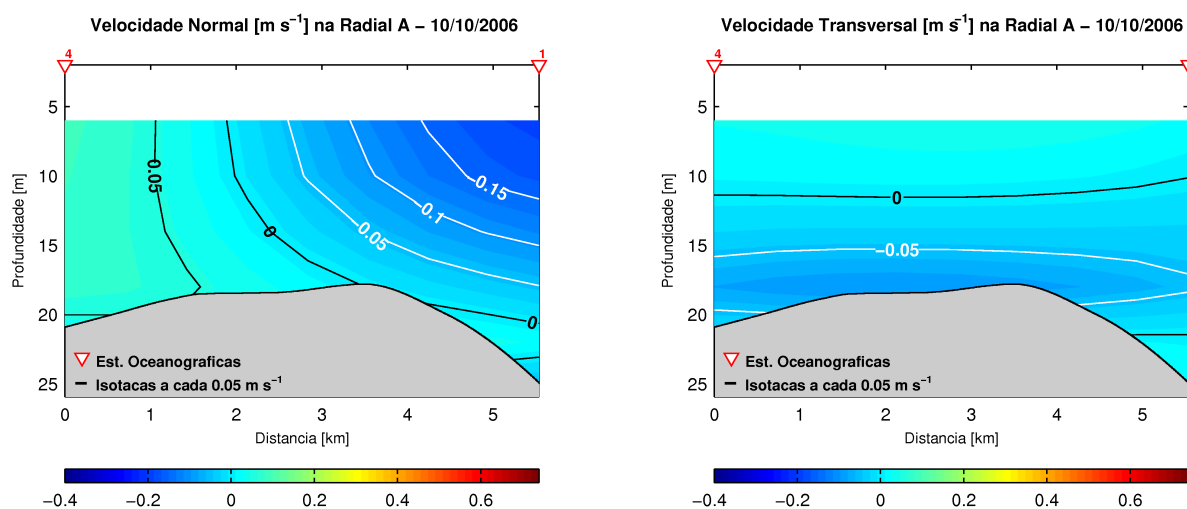 Velocidade Normal [m s⁻¹] na Radial A − 10/10/2006
4 1
5
10
15
20
25
Profundidade [m]
0.05
0
−0.05
−0.1
−0.15
0
Est. Oceanograficas
Isotacas a cada 0.05 m s⁻¹
0 1 2 3 4 5
Distancia [km]
−0.4 −0.2 0 0.2 0.4 0.6
Velocidade Transversal [m s⁻¹] na Radial A − 10/10/2006
4
5
10
15
20
25
Profundidade [m]
0
−0.05
Est. Oceanograficas
Isotacas a cada 0.05 m s⁻¹
0 1 2 3 4 5
Distancia [km]
−0.4 −0.2 0 0.2 0.4 0.6